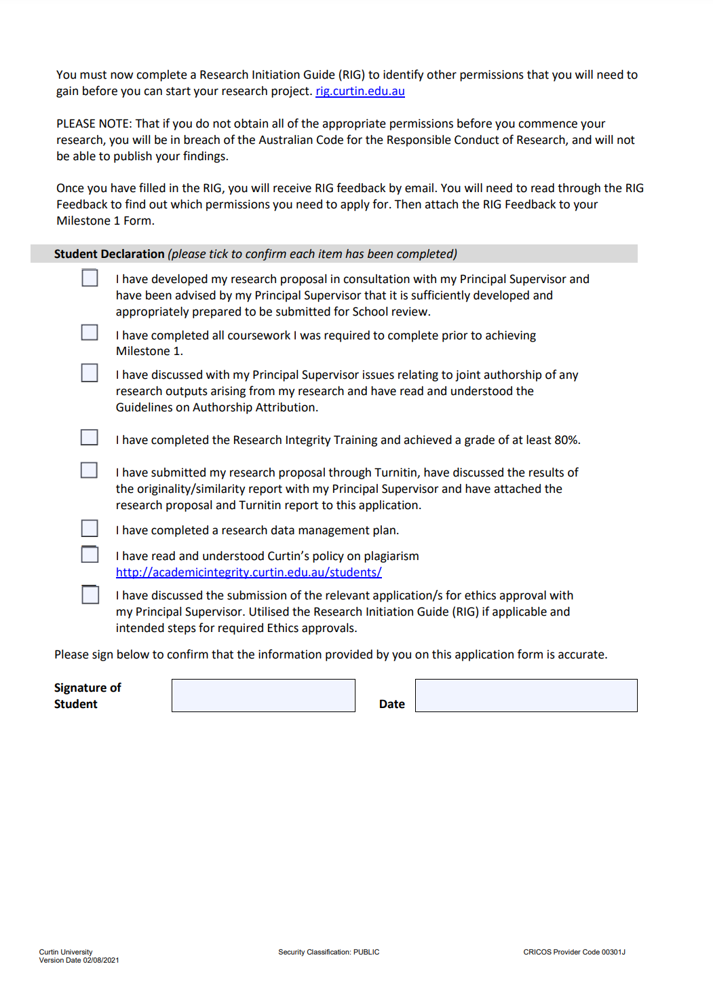 You must now complete a Research Initiation Guide (RIG) to identify other permissions that you will need to
gain before you can start your research project. rig.curtin.edu.au
PLEASE NOTE: That if you do not obtain all of the appropriate permissions before you commence your
research, you will be in breach of the Australian Code for the Responsible Conduct of Research, and will not
be able to publish your findings.
Once you have filled in the RIG, you will receive RIG feedback by email. You will need to read through the RIG
Feedback to find out which permissions you need to apply for. Then attach the RIG Feedback to your
Milestone 1 Form.
Student Declaration (please tick to confirm each item has been completed)
I have developed my research proposal in consultation with my Principal Supervisor and
have been advised by my Principal Supervisor that it is sufficiently developed and
appropriately prepared to be submitted for School review.
I have completed all coursework I was required to complete prior to achieving
Milestone 1.
I have discussed with my Principal Supervisor issues relating to joint authorship of any
research outputs arising from my research and have read and understood the
Guidelines on Authorship Attribution.
I have completed the Research Integrity Training and achieved a grade of at least 80%.
I have submitted my research proposal through Turnitin, have discussed the results of
the originality/similarity report with my Principal Supervisor and have attached the
research proposal and Turnitin report to this application.
I have completed a research data management plan.
I have read and understood Curtin's policy on plagiarism
http://academicintegrity.curtin.edu.au/students/
I have discussed the submission of the relevant application/s for ethics approval with
my Principal Supervisor. Utilised the Research Initiation Guide (RIG) if applicable and
intended steps for required Ethics approvals.
Please sign below to confirm that the information provided by you on this application form is accurate.
Signature of
Student
Date
Curtin University
Version Date 02/08/2021
Security Classification: PUBLIC
CRICOS Provider Code 00301J